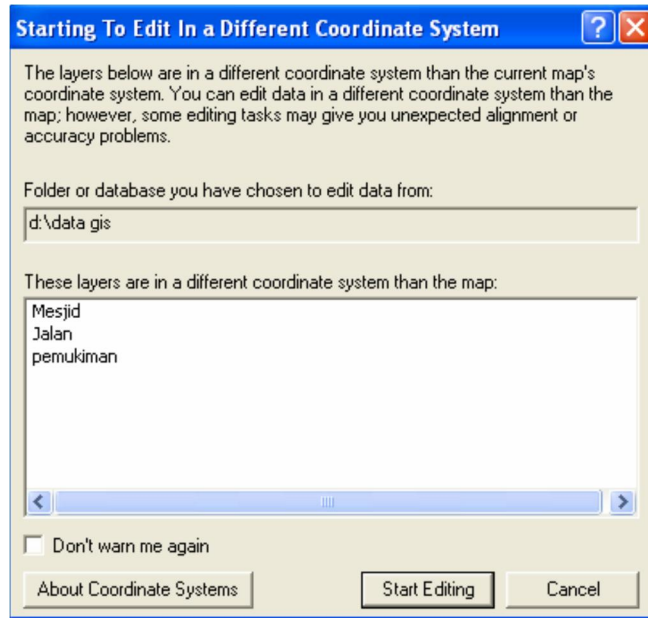 Starting To Edit In a Different Coordinate System
The layers below are in a different coordinate system than the current map's
coordinate system. You can edit data in a different coordinate system than the
map; however, some editing tasks may give you unexpected alignment or
accuracy problems.
Folder or database you have chosen to edit data from:
d:\data gis
These layers are in a different coordinate system than the map:
Mesjid
Jalan
pemukiman
Don't warn me again
About Coordinate Systems
Start Editing
Cancel